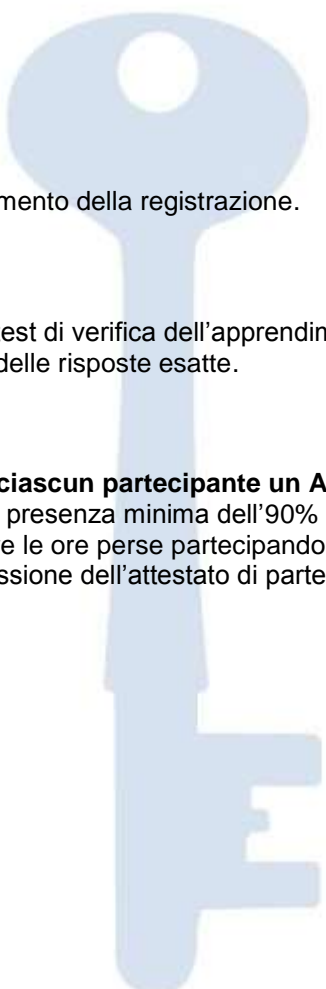 mento della registrazione.
est di verifica dell’apprendim
delle risposte esatte.
ciascun partecipante un A
presenza minima dell’90%
e le ore perse partecipando
ssione dell’attestato di parte